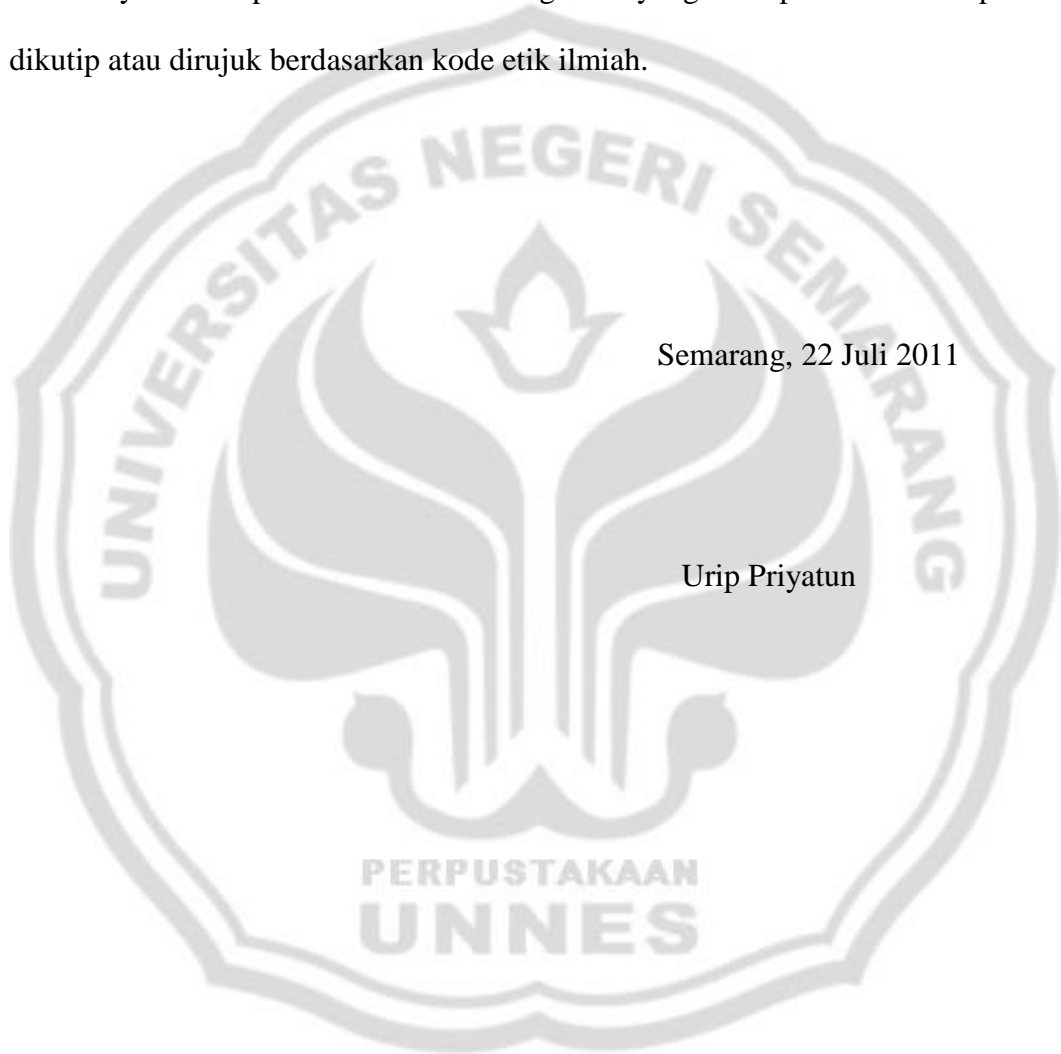 dikutip atau dirujuk berdasarkan kode etik ilmiah.
UNIVERSITAS NEGERI SEMARANG
Semarang, 22 Juli 2011
Urip Priyatun
PERPUSTAKAAN
UNNES